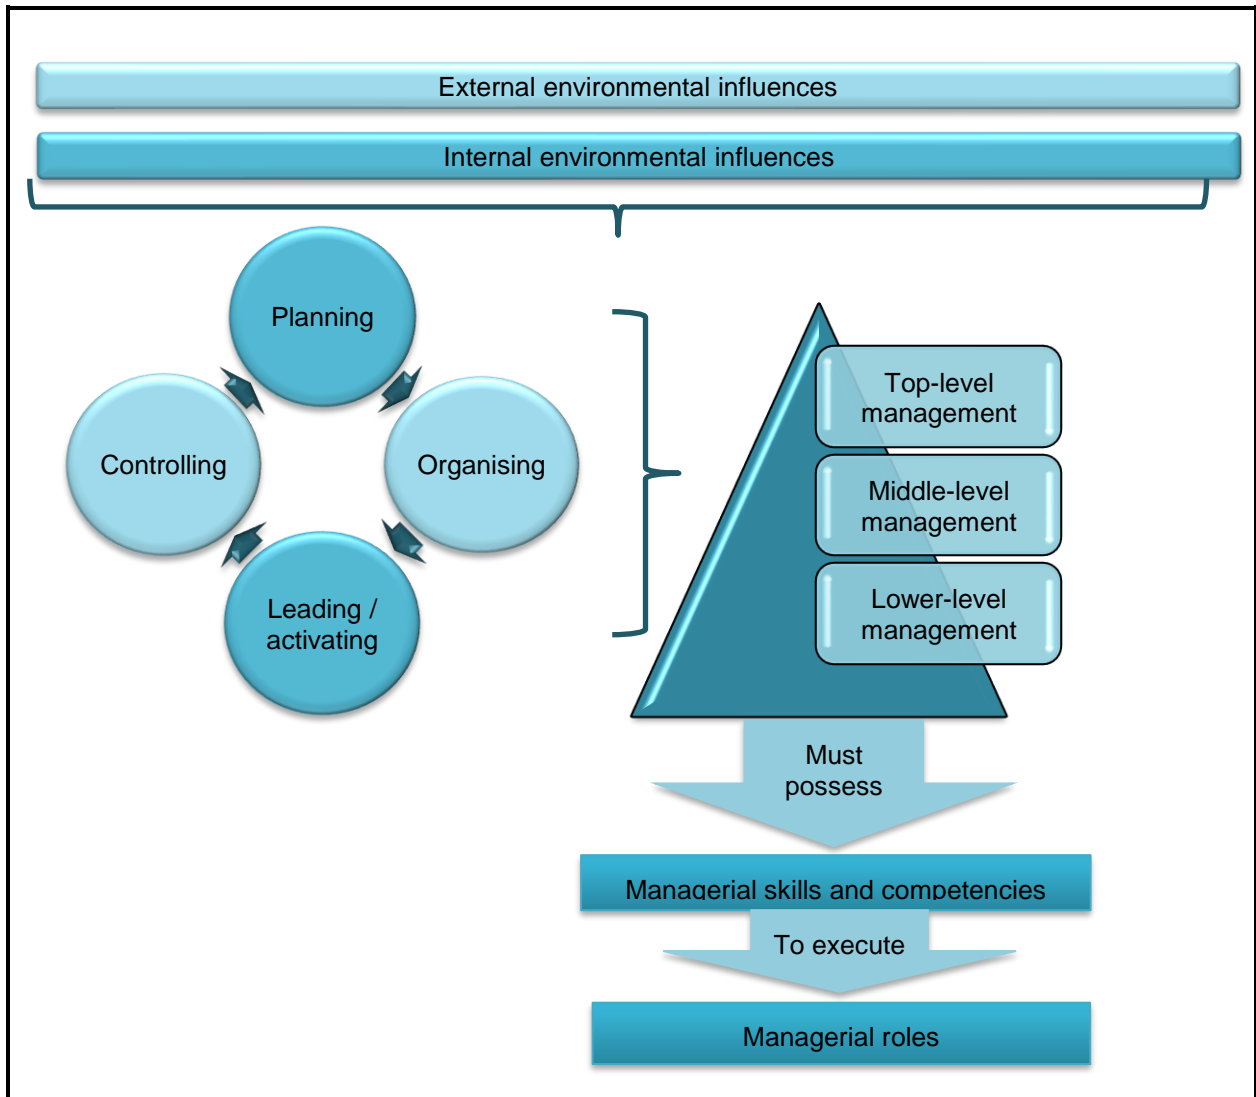 External environmental influences
Internal environmental influences
Planning
Controlling
Organising
Leading /
activating
Top-level
management
Middle-level
management
Lower-level
management
Must
possess
Managerial skills and competencies
To execute
Managerial roles